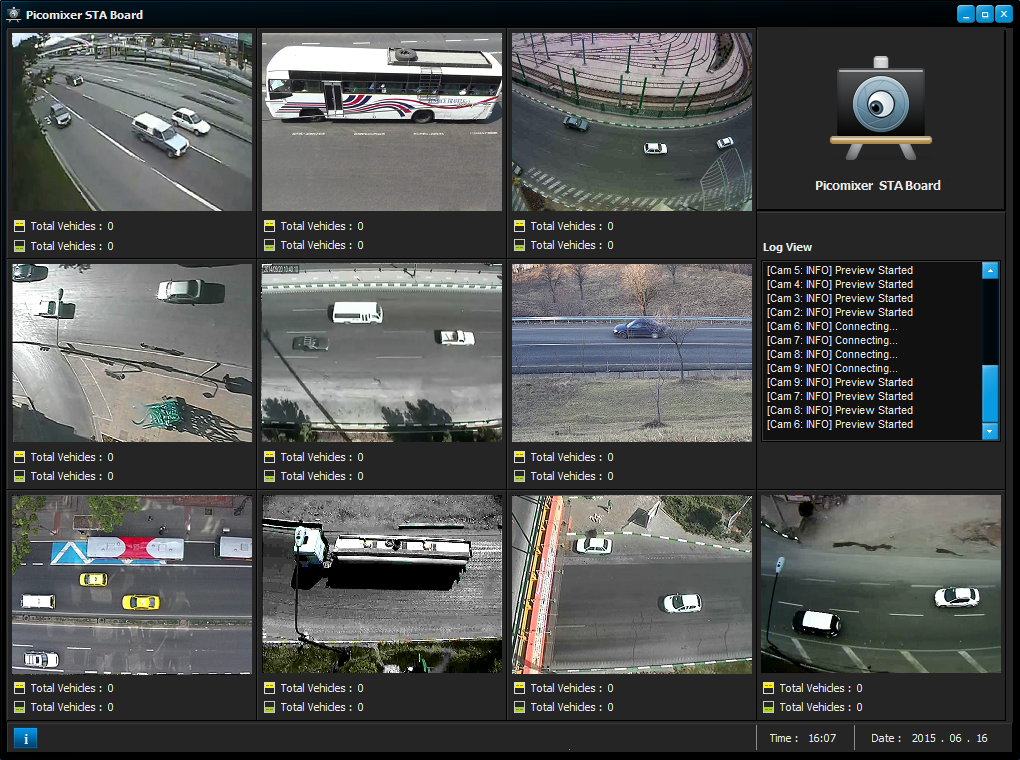 Picomixer STA Board
Total Vehicles : 0
Total Vehicles : 0
Total Vehicles : 0
Total Vehicles : 0
Total Vehicles : 0
Total Vehicles : 0
Picomixer STA Board
Log View
[Cam 5: INFO] Preview Started
[Cam 4: INFO] Preview Started
[Cam 3: INFO] Preview Started
[Cam 2: INFO] Preview Started
[Cam 6: INFO] Connecting...
[Cam 7: INFO] Connecting...
[Cam 8: INFO] Connecting...
[Cam 9: INFO] Connecting...
[Cam 9: INFO] Preview Started
[Cam 7: INFO] Preview Started
[Cam 8: INFO] Preview Started
[Cam 6: INFO] Preview Started
Total Vehicles : 0
Total Vehicles : 0
Total Vehicles : 0
Total Vehicles : 0
Total Vehicles : 0
Total Vehicles : 0
Total Vehicles : 0
Total Vehicles : 0
Total Vehicles : 0
Total Vehicles : 0
Total Vehicles : 0
Total Vehicles : 0
Total Vehicles : 0
Total Vehicles : 0
i
Time : 16:07
Date : 2015 . 06 . 16